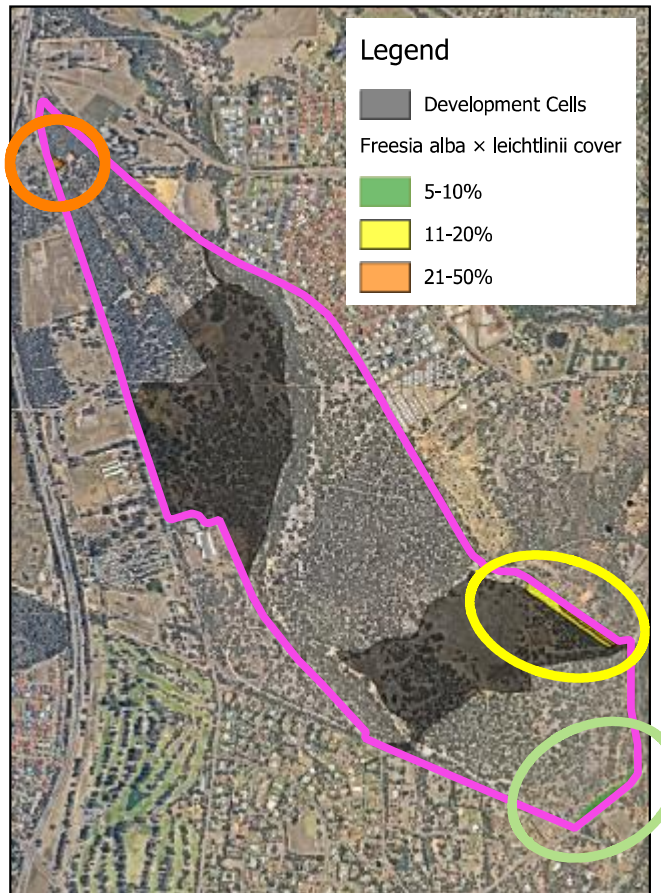 Legend
Development Cells
Freesia alba × leichtlinii cover
5-10%
11-20%
21-50%